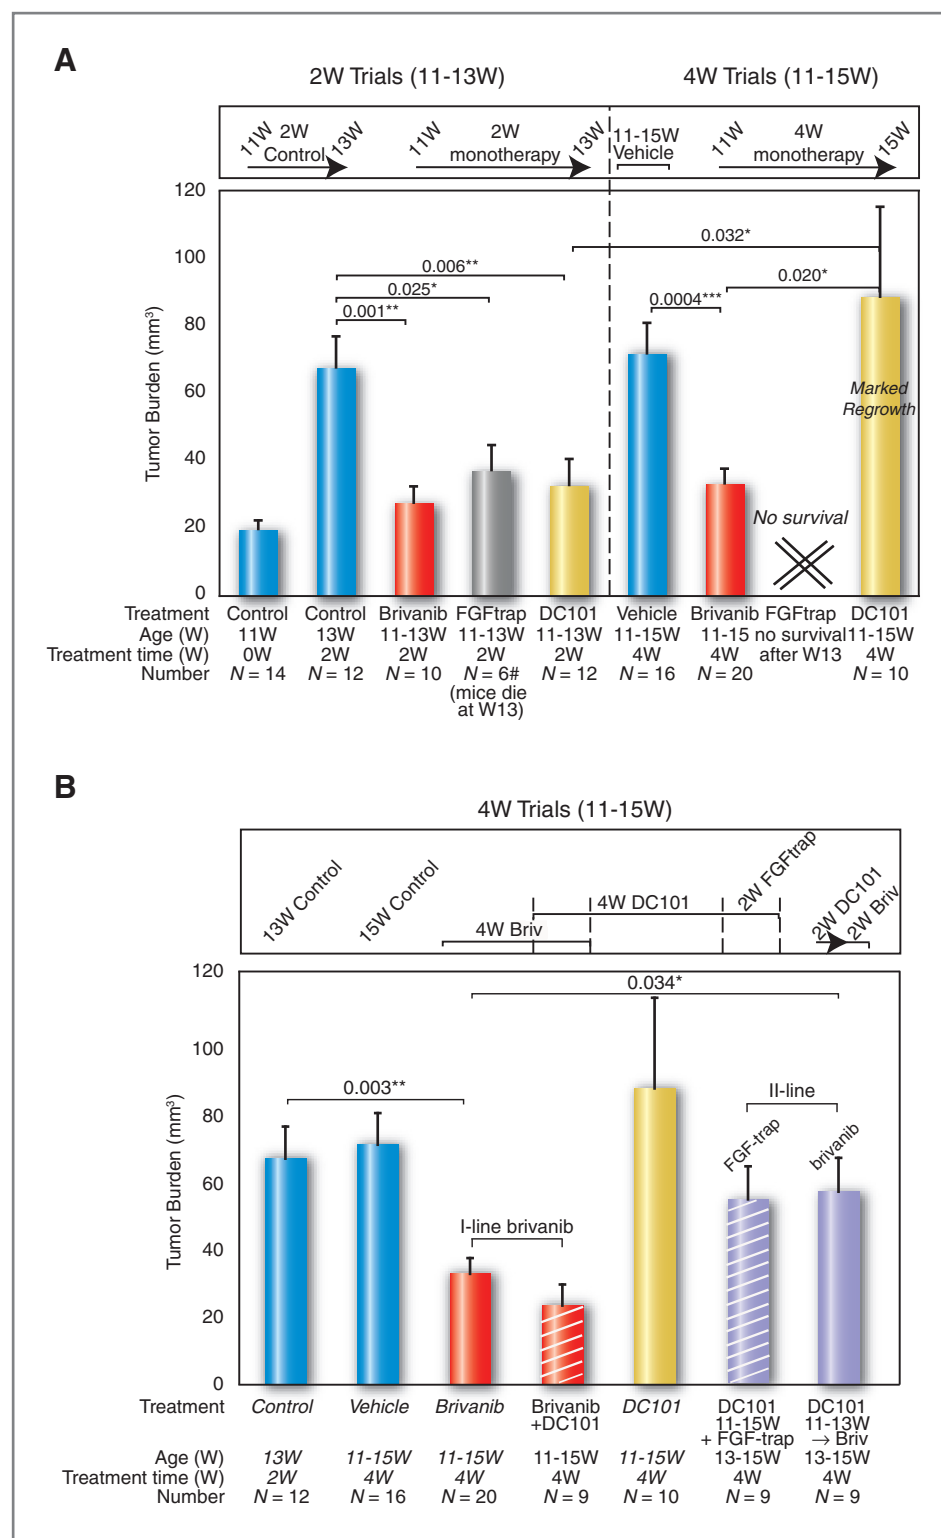 A
2W Trials (11-13W)
4W Trials (11-15W)
11W
2W
Control
13W
11W
2W
monotherapy
13W
11-15W
Vehicle
11W
4W
monotherapy
15W
Tumor Burden (mm³)
120
100
80
60
40
20
0
0.032*
0.006**
0.020*
0.025*
0.0004***
0.001**
Marked
Regrowth
No survival
Treatment Control Control Brivanib FGFtrap DC101 Vehicle Brivanib FGFtrap DC101
Age (W) 11W 13W 11-13W 11-13W 11-13W 11-15W 11-15 no survival 11-15W
Treatment time (W) 0W 2W 2W 2W 2W 4W 4W after W13 4W
Number N = 14 N = 12 N = 10 N = 6# N = 12 N = 16 N = 20 N = 10
(mice die
at W13)
B
4W Trials (11-15W)
13W Control
15W Control
4W Briv
4W DC101
2W FGFtrap
2W DC101
2W Briv
Tumor Burden (mm³)
120
100
80
60
40
20
0
0.034*
0.003**
II-line
FGF-trap
brivanib
I-line brivanib
Treatment Control Vehicle Brivanib Brivanib DC101 DC101 DC101
+DC101 11-15W 11-13W
+ FGF-trap → Briv
Age (W) 13W 11-15W 11-15W 11-15W 11-15W 13-15W 13-15W
Treatment time (W) 2W 4W 4W 4W 4W 4W 4W
Number N = 12 N = 16 N = 20 N = 9 N = 10 N = 9 N = 9